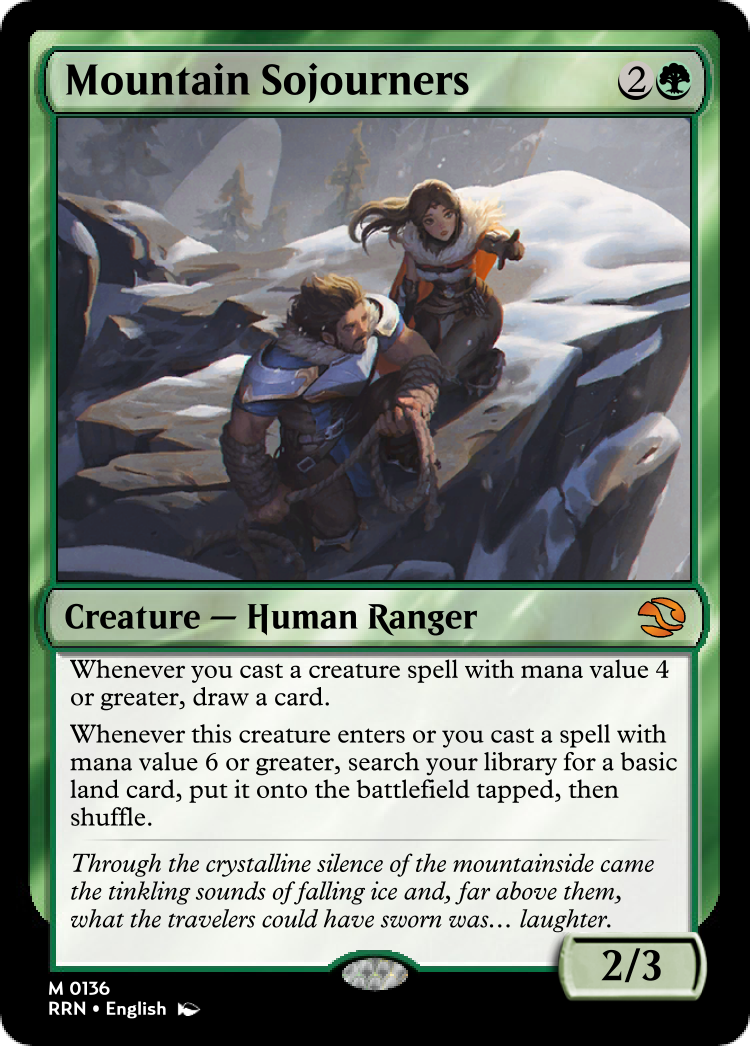 Mountain Sojourners
2
Creature — Human Ranger
Whenever you cast a creature spell with mana value 4
or greater, draw a card.
Whenever this creature enters or you cast a spell with
mana value 6 or greater, search your library for a basic
land card, put it onto the battlefield tapped, then
shuffle.
Through the crystalline silence of the mountainside came
the tinkling sounds of falling ice and, far above them,
what the travelers could have sworn was… laughter.
2/3
M 0136
RRN • English